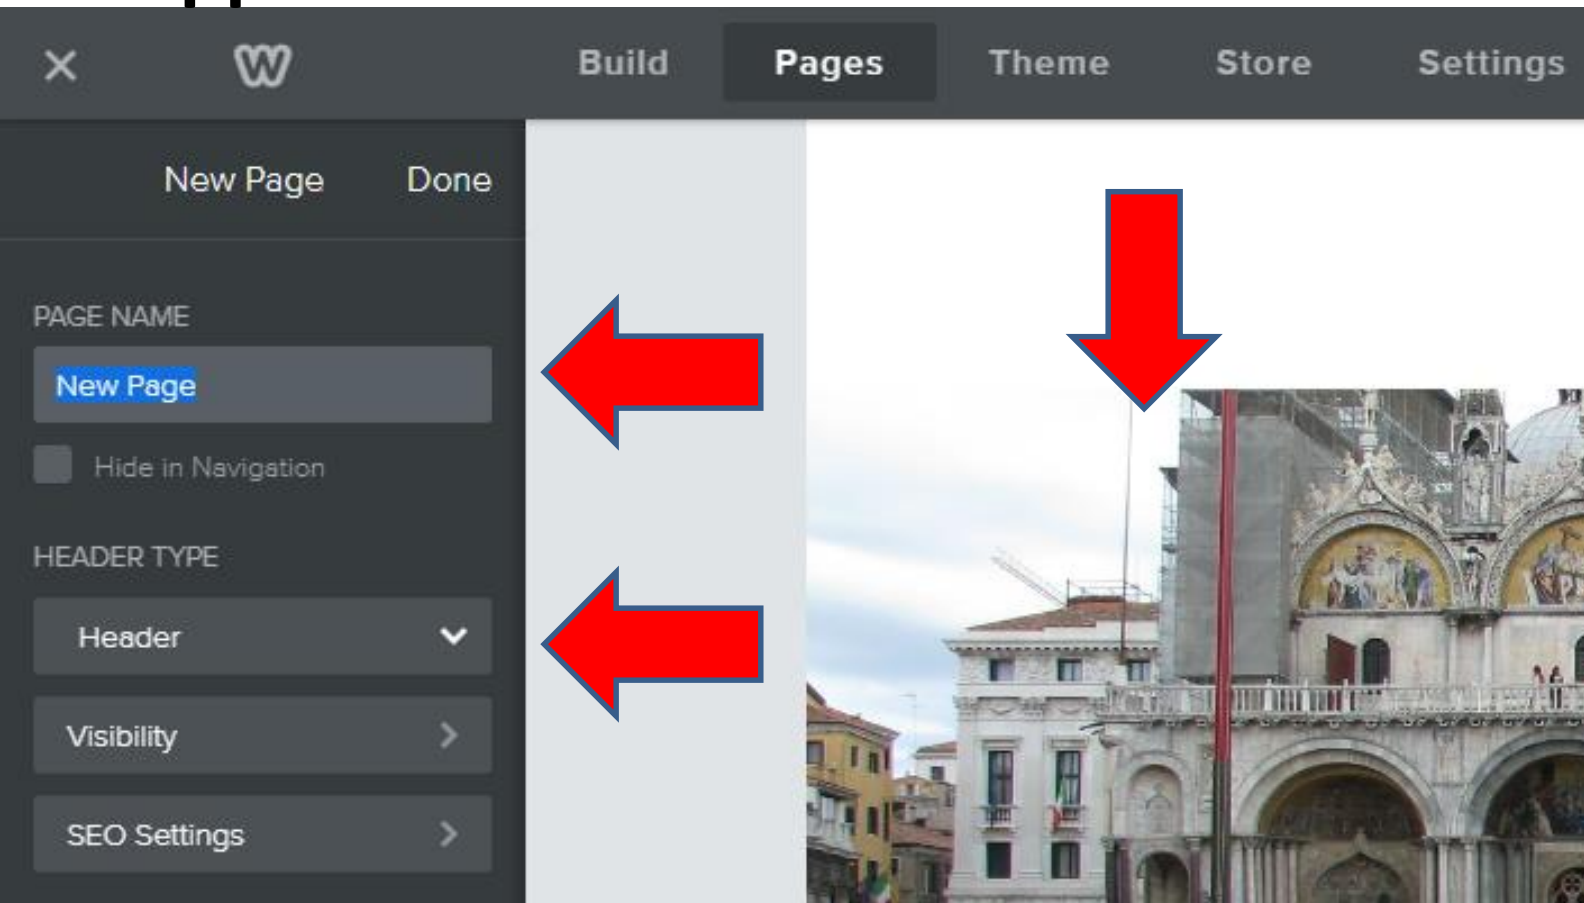 Build Pages Theme Store Settings
New Page Done
PAGE NAME
New Page
Hide in Navigation
HEADER TYPE
Header
Visibility
SEO Settings